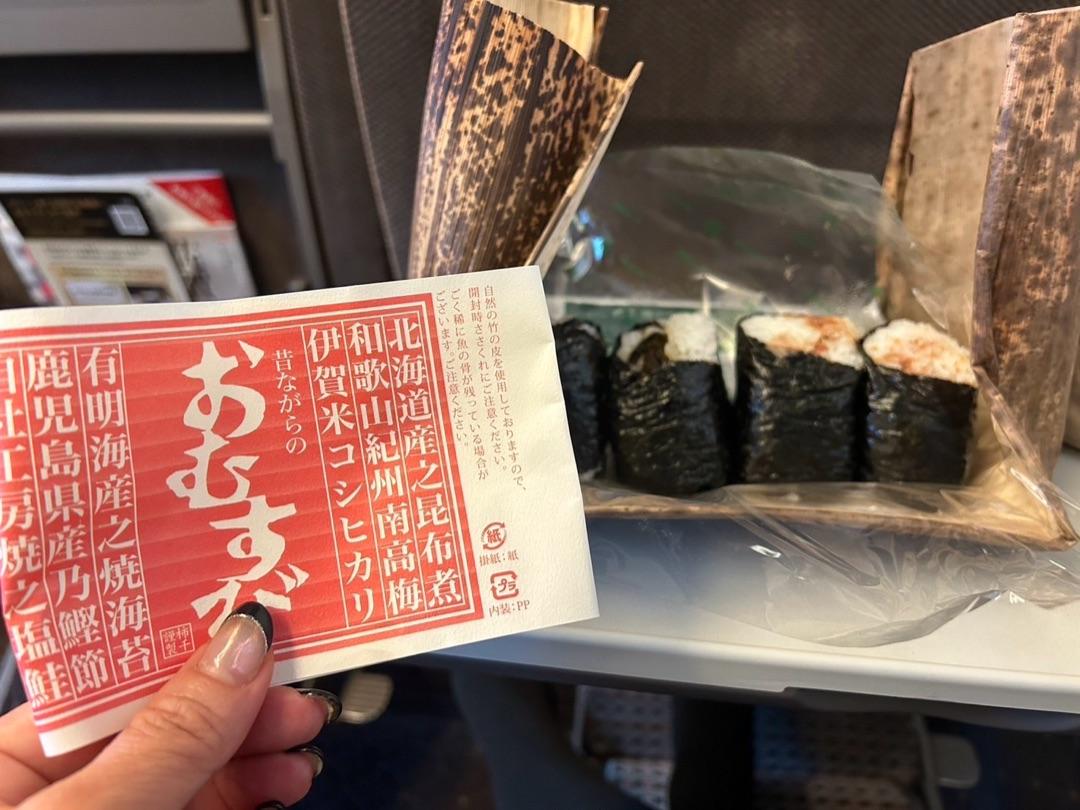 自然の竹の皮を使用しておりますので、
開封時ささくれにご注意ください。
ごく稀に魚の骨が残っている場合が
ございます。ご注意ください。
北海道産之昆布煮
和歌山紀州南高梅
伊賀米コシヒカリ
昔ながらの
おむすび
柿千
謹製
有明海産之焼海苔
鹿児島県産乃鰹節
自社工房焼之塩鮭
紙
掛紙:紙
プラ
内装:PP